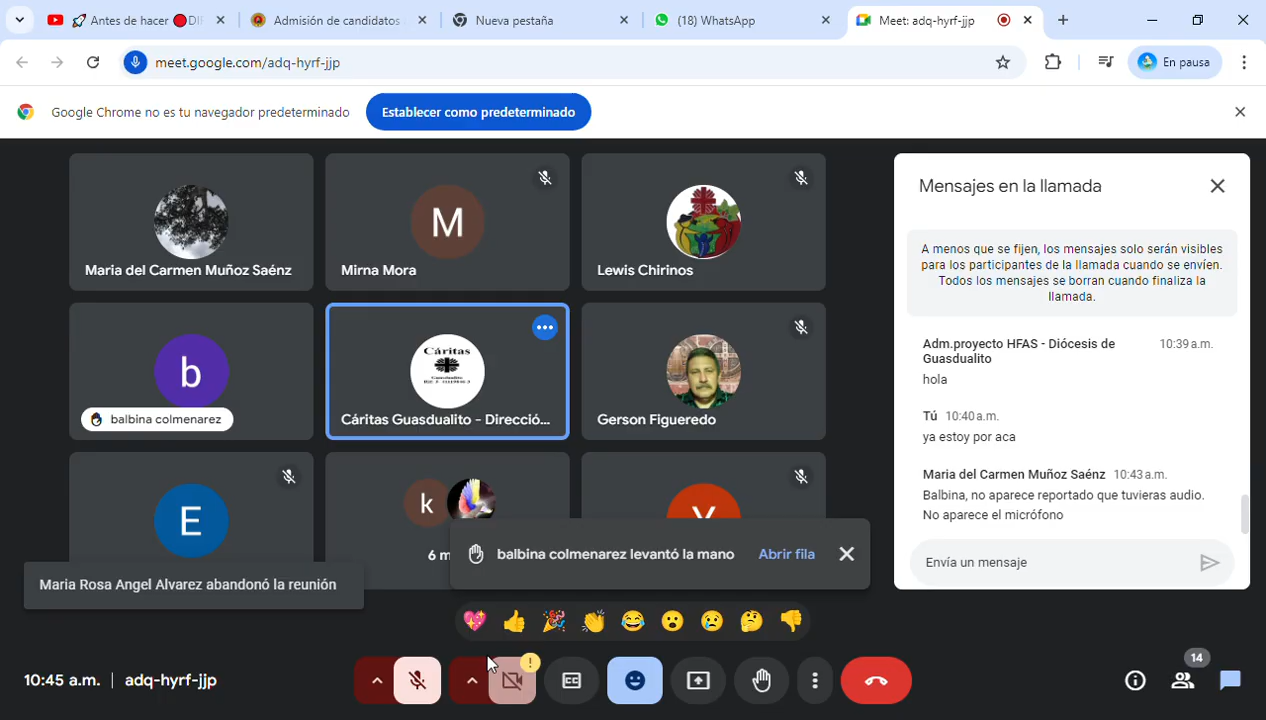 Antes de hacer 🔴DI
Admisión de candidatos
Nueva pestaña
(18) WhatsApp
Meet: adq-hyrf-jjp
meet.google.com/adq-hyrf-jjp
En pausa
Google Chrome no es tu navegador predeterminado
Establecer como predeterminado
Maria del Carmen Muñoz Saénz
M
Mirna Mora
Lewis Chirinos
b
balbina colmenarez
Cáritas
Guasdualito
Cáritas Guasdualito - Direcció...
Gerson Figueredo
E
k
6 m
Y
balbina colmenarez levantó la mano
Abrir fila
Maria Rosa Angel Alvarez abandonó la reunión
Mensajes en la llamada
A menos que se fijen, los mensajes solo serán visibles
para los participantes de la llamada cuando se envíen.
Todos los mensajes se borran cuando finaliza la
llamada.
Adm.proyecto HFAS - Diócesis de
Guasdualito
10:39 a.m.
hola
Tú 10:40 a.m.
ya estoy por aca
Maria del Carmen Muñoz Saénz 10:43 a.m.
Balbina, no aparece reportado que tuvieras audio.
No aparece el micrófono
Envía un mensaje
10:45 a.m. | adq-hyrf-jjp
14